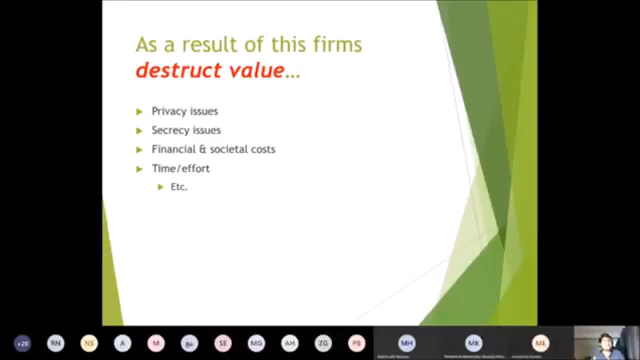 As a result of this firms
destruct value...
Privacy issues
Secrecy issues
Financial & societal costs
Time/effort
Etc.
+20 RN NS A M SE MG AH ZG PB MH MK ME